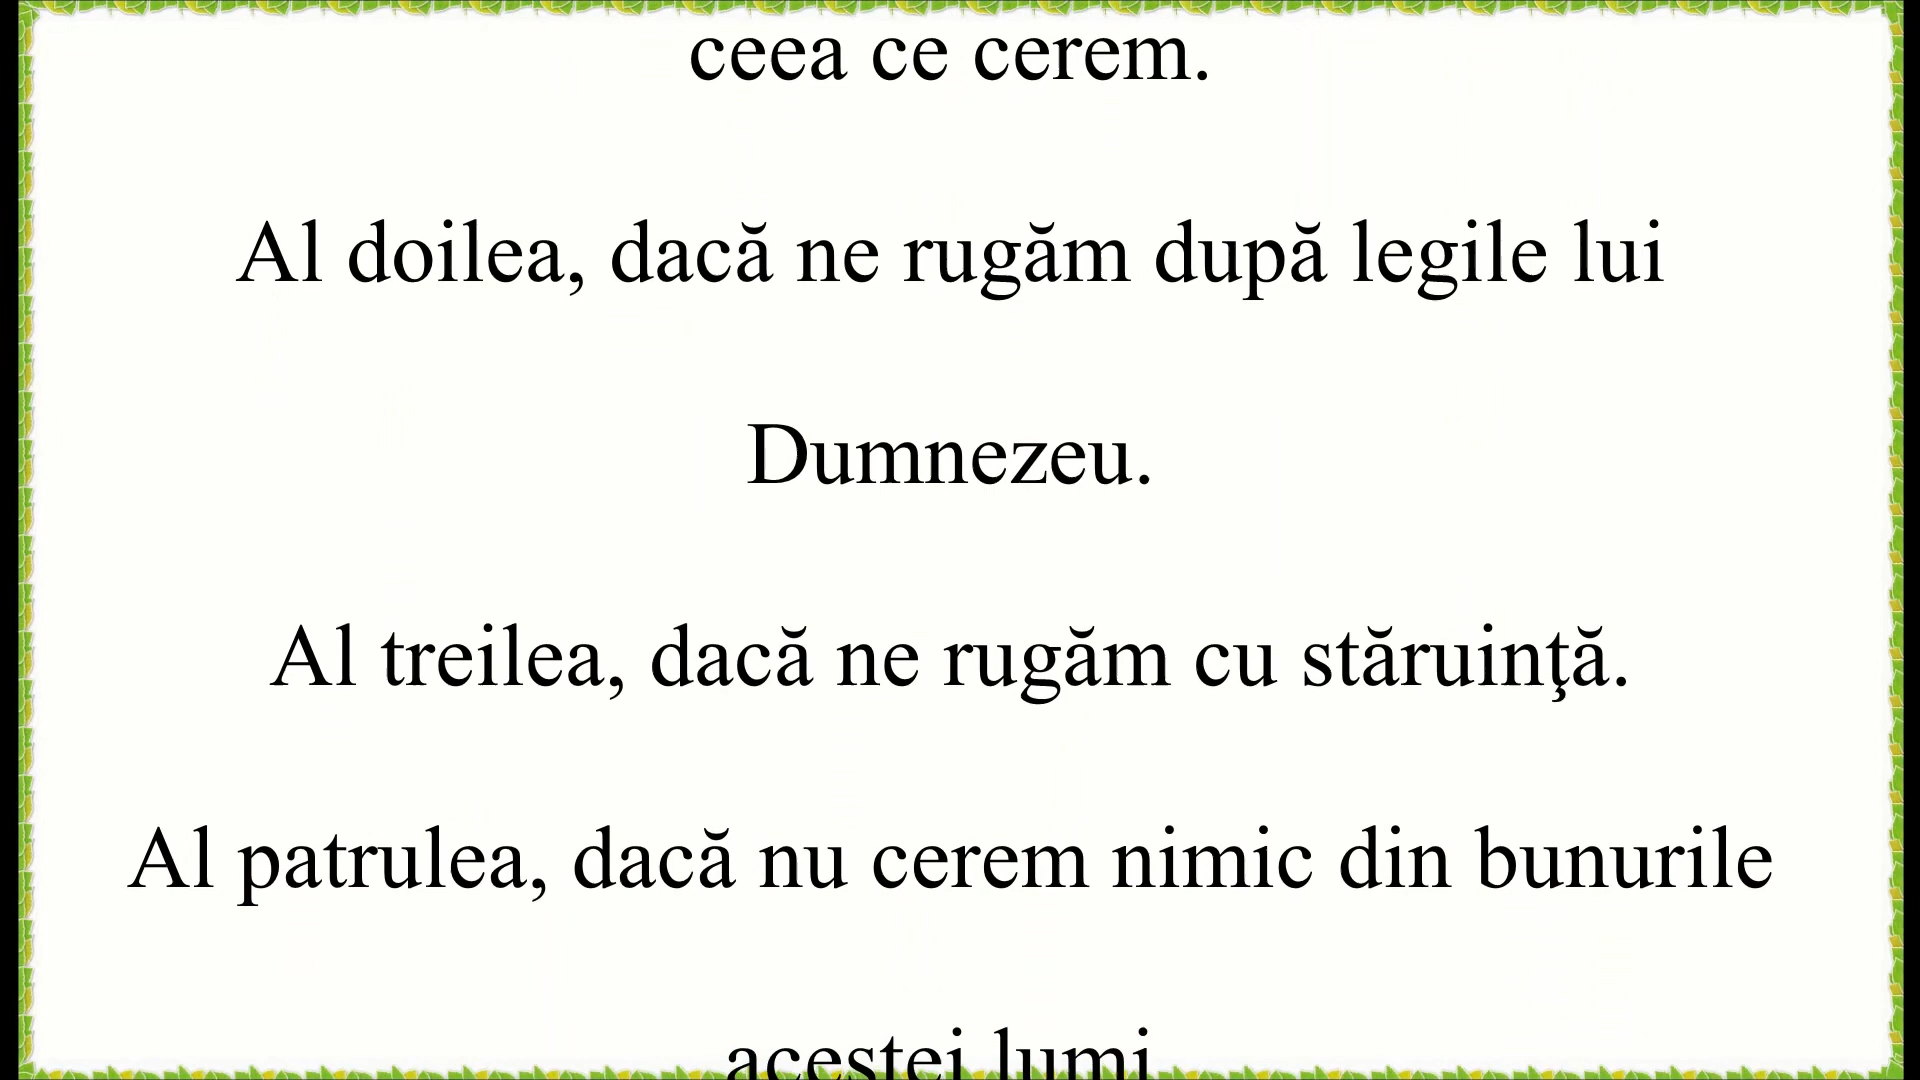 ceea ce cerem.
Al doilea, dacă ne rugăm după legile lui
Dumnezeu.
Al treilea, dacă ne rugăm cu stăruinţă.
Al patrulea, dacă nu cerem nimic din bunurile
acestei lumi